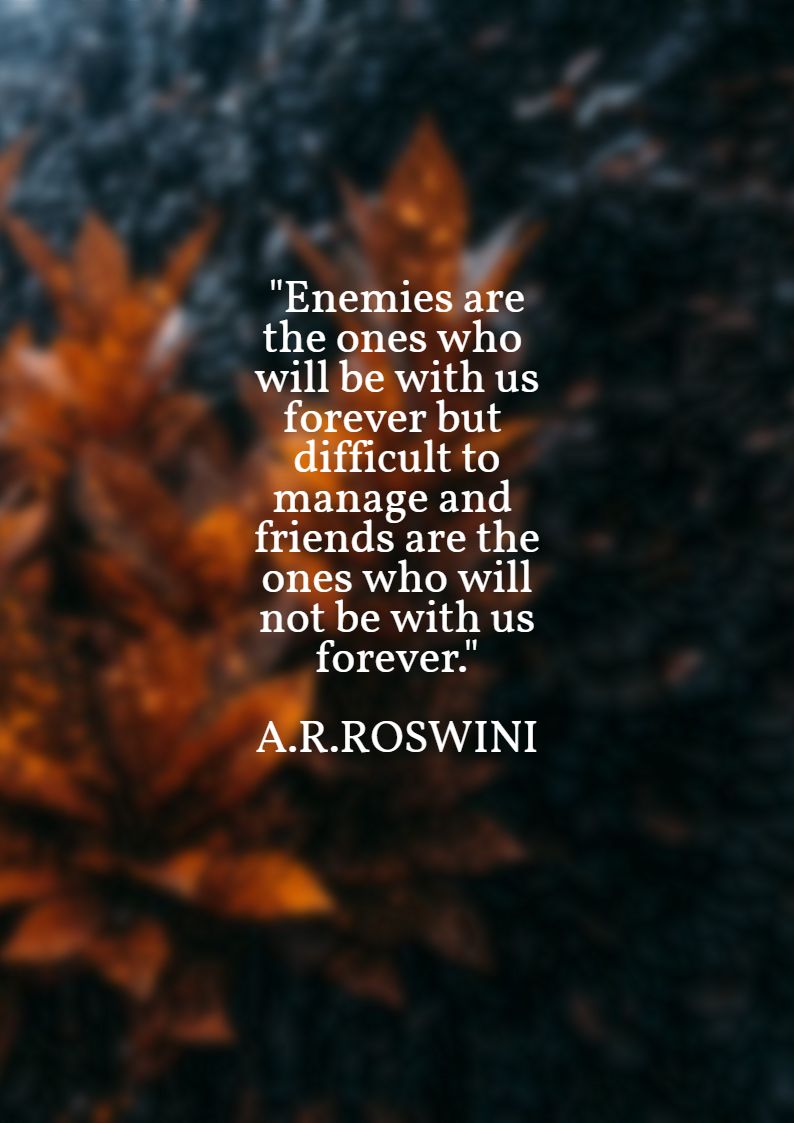 "Enemies are
the ones who
will be with us
forever but
difficult to
manage and
friends are the
ones who will
not be with us
forever."
A.R.ROSWINI